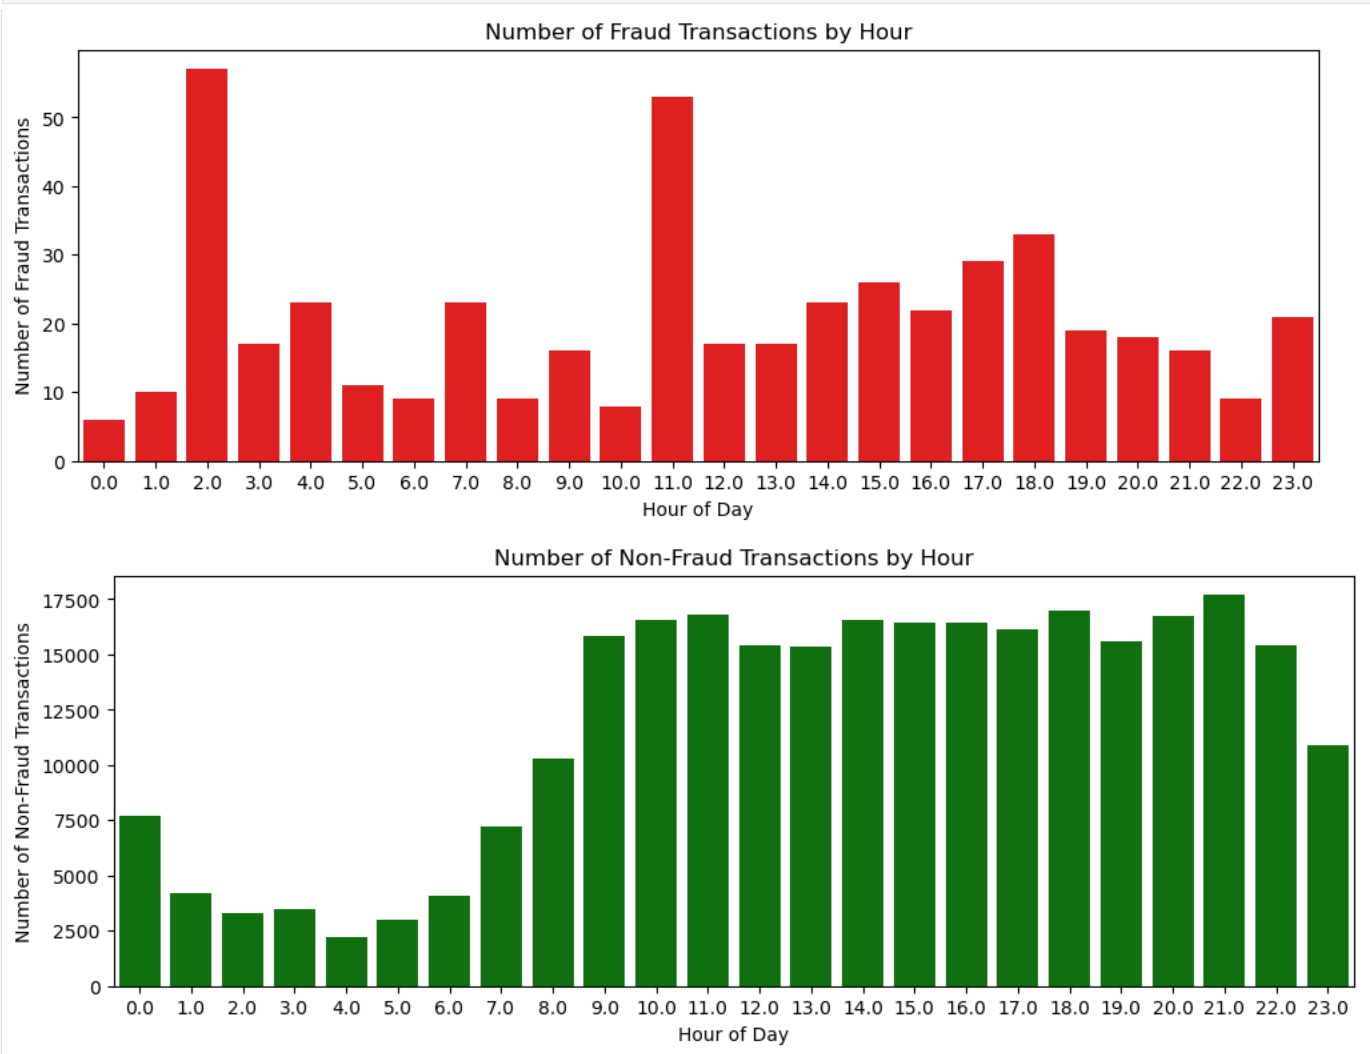 Number of Fraud Transactions by Hour
Number of Fraud Transactions
50
40
30
20
10
0
0.0 1.0 2.0 3.0 4.0 5.0 6.0 7.0 8.0 9.0 10.0 11.0 12.0 13.0 14.0 15.0 16.0 17.0 18.0 19.0 20.0 21.0 22.0 23.0
Hour of Day
Number of Non-Fraud Transactions by Hour
Number of Non-Fraud Transactions
17500
15000
12500
10000
7500
5000
2500
0
0.0 1.0 2.0 3.0 4.0 5.0 6.0 7.0 8.0 9.0 10.0 11.0 12.0 13.0 14.0 15.0 16.0 17.0 18.0 19.0 20.0 21.0 22.0 23.0
Hour of Day